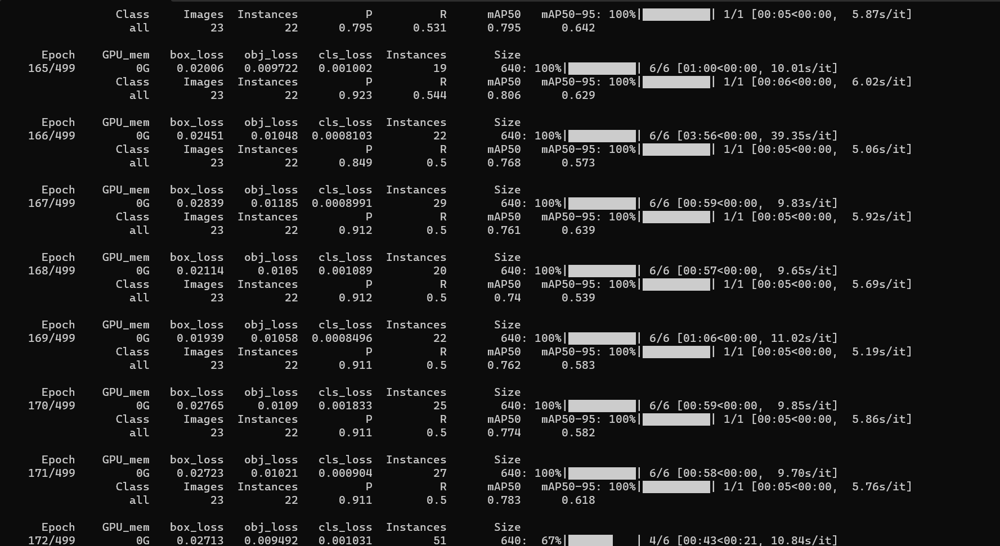 Class Images Instances P R mAP50 mAP50-95: 100%|██████████| 1/1 [00:05<00:00, 5.87s/it]
all 23 22 0.795 0.531 0.795 0.642
Epoch GPU_mem box_loss obj_loss cls_loss Instances Size
165/499 0G 0.02006 0.009722 0.001002 19 640: 100%|██████████| 6/6 [01:00<00:00, 10.01s/it]
Class Images Instances P R mAP50 mAP50-95: 100%|██████████| 1/1 [00:06<00:00, 6.02s/it]
all 23 22 0.923 0.544 0.806 0.629
Epoch GPU_mem box_loss obj_loss cls_loss Instances Size
166/499 0G 0.02451 0.01048 0.0008103 22 640: 100%|██████████| 6/6 [03:56<00:00, 39.35s/it]
Class Images Instances P R mAP50 mAP50-95: 100%|██████████| 1/1 [00:05<00:00, 5.06s/it]
all 23 22 0.849 0.5 0.768 0.573
Epoch GPU_mem box_loss obj_loss cls_loss Instances Size
167/499 0G 0.02839 0.01185 0.0008991 29 640: 100%|██████████| 6/6 [00:59<00:00, 9.83s/it]
Class Images Instances P R mAP50 mAP50-95: 100%|██████████| 1/1 [00:05<00:00, 5.92s/it]
all 23 22 0.912 0.5 0.761 0.639
Epoch GPU_mem box_loss obj_loss cls_loss Instances Size
168/499 0G 0.02114 0.0105 0.001089 20 640: 100%|██████████| 6/6 [00:57<00:00, 9.65s/it]
Class Images Instances P R mAP50 mAP50-95: 100%|██████████| 1/1 [00:05<00:00, 5.69s/it]
all 23 22 0.912 0.5 0.74 0.539
Epoch GPU_mem box_loss obj_loss cls_loss Instances Size
169/499 0G 0.01939 0.01058 0.0008496 22 640: 100%|██████████| 6/6 [01:06<00:00, 11.02s/it]
Class Images Instances P R mAP50 mAP50-95: 100%|██████████| 1/1 [00:05<00:00, 5.19s/it]
all 23 22 0.911 0.5 0.762 0.583
Epoch GPU_mem box_loss obj_loss cls_loss Instances Size
170/499 0G 0.02765 0.0109 0.001833 25 640: 100%|██████████| 6/6 [00:59<00:00, 9.85s/it]
Class Images Instances P R mAP50 mAP50-95: 100%|██████████| 1/1 [00:05<00:00, 5.86s/it]
all 23 22 0.911 0.5 0.774 0.582
Epoch GPU_mem box_loss obj_loss cls_loss Instances Size
171/499 0G 0.02723 0.01021 0.000904 27 640: 100%|██████████| 6/6 [00:58<00:00, 9.70s/it]
Class Images Instances P R mAP50 mAP50-95: 100%|██████████| 1/1 [00:05<00:00, 5.76s/it]
all 23 22 0.911 0.5 0.783 0.618
Epoch GPU_mem box_loss obj_loss cls_loss Instances Size
172/499 0G 0.02713 0.009492 0.001031 51 640: 67%|██████▋   | 4/6 [00:43<00:21, 10.84s/it]